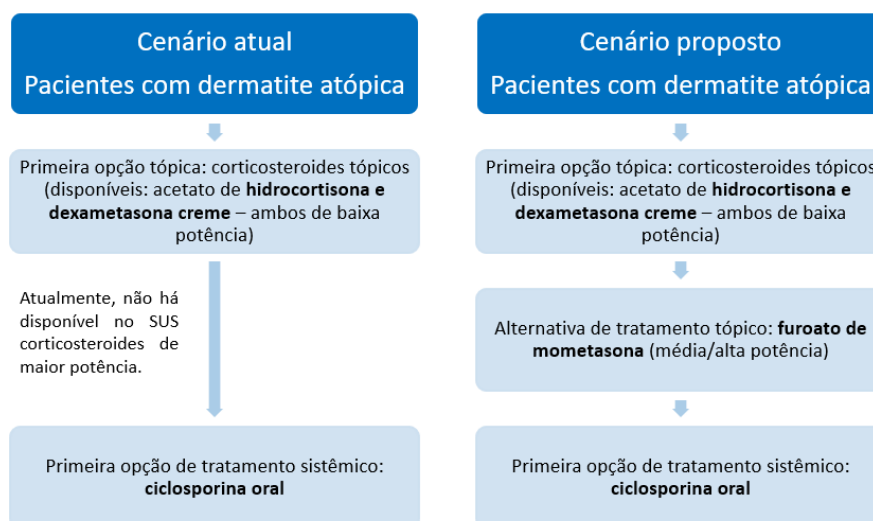 Cenário atual
Pacientes com dermatite atópica
Primeira opção tópica: corticosteroides tópicos
(disponíveis: acetato de hidrocortisona e
dexametasona creme – ambos de baixa
potência)
Atualmente, não há
disponível no SUS
corticosteroides de
maior potência.
Primeira opção de tratamento sistêmico:
ciclosporina oral
Cenário proposto
Pacientes com dermatite atópica
Primeira opção tópica: corticosteroides tópicos
(disponíveis: acetato de hidrocortisona e
dexametasona creme – ambos de baixa
potência)
Alternativa de tratamento tópico: furoato de
mometasona (média/alta potência)
Primeira opção de tratamento sistêmico:
ciclosporina oral